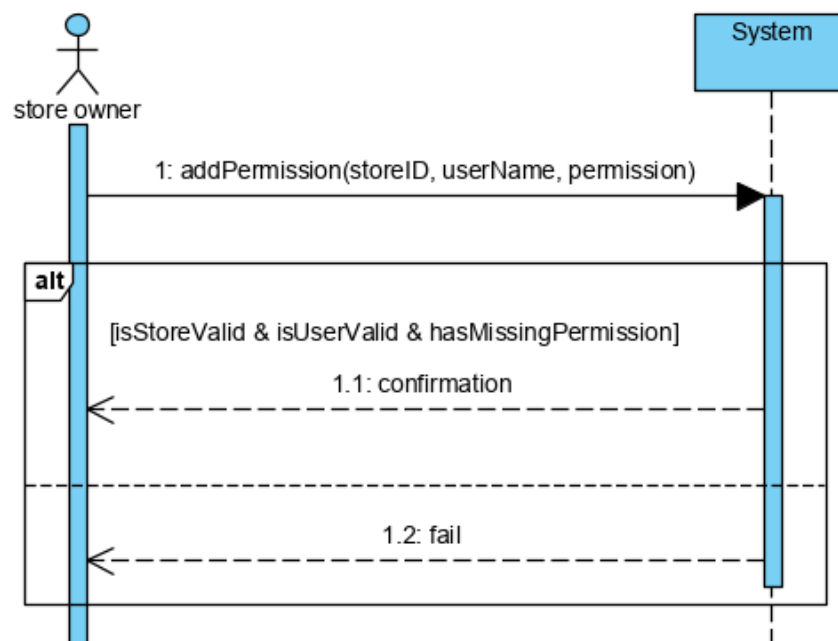 System
store owner
1: addPermission(storeID, userName, permission)
alt
[isStoreValid & isUserValid & hasMissingPermission]
1.1: confirmation
1.2: fail